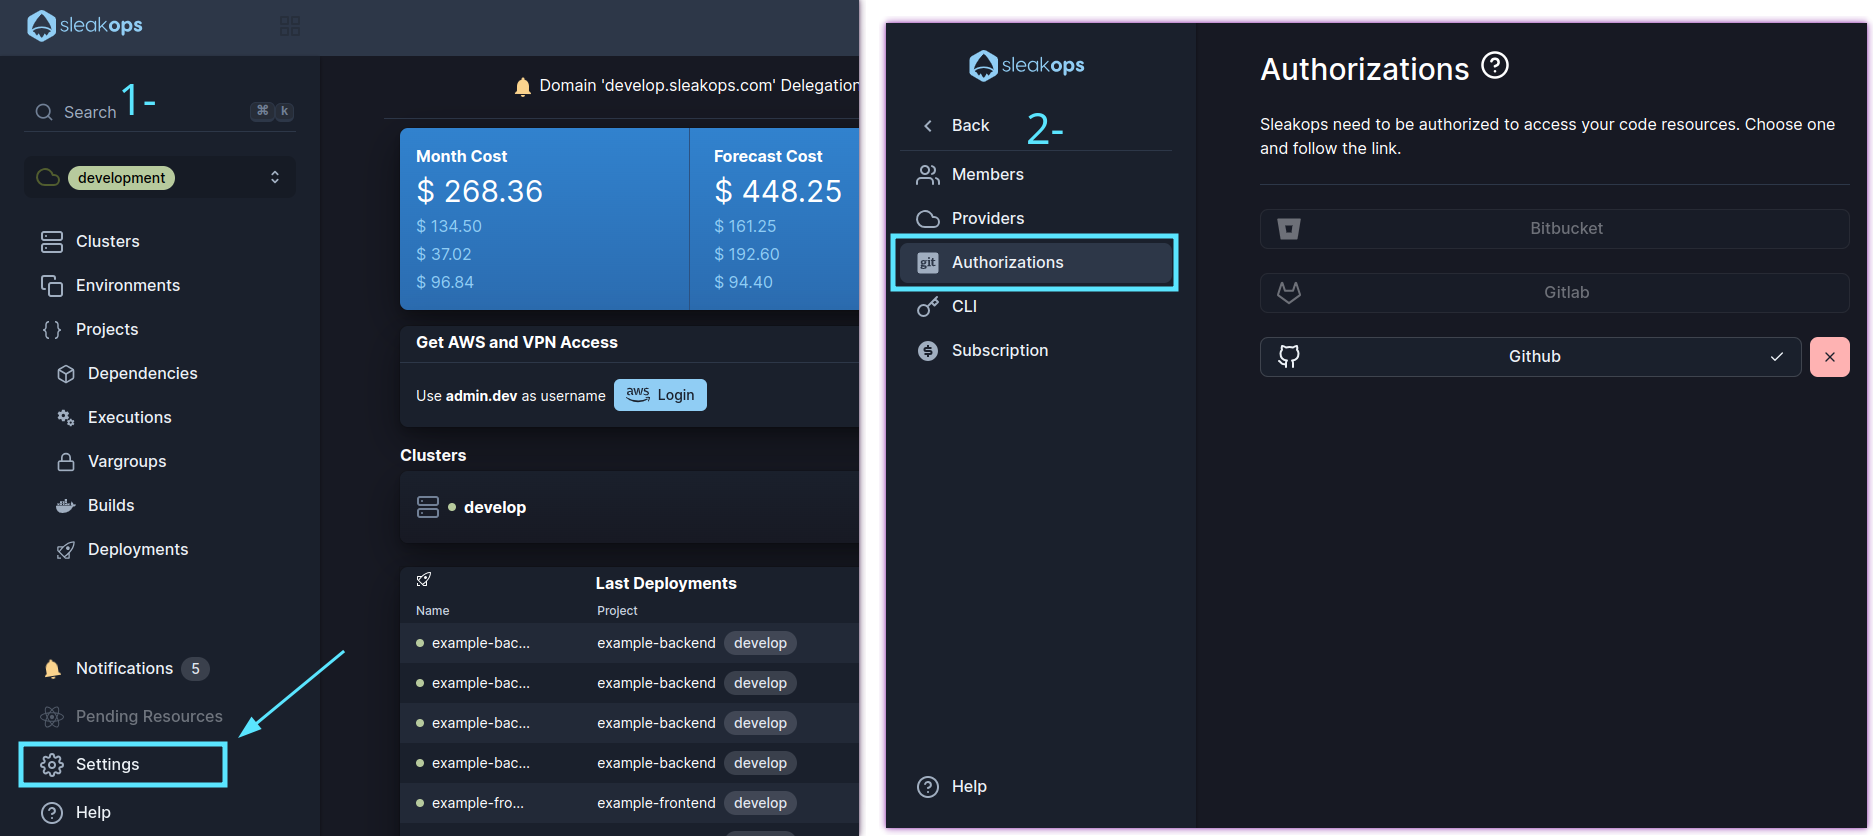 sleakops
1-
Search
⌘ k
development
Clusters
Environments
Projects
Dependencies
Executions
Vargroups
Builds
Deployments
Notifications 5
Pending Resources
Settings
Help
Domain 'develop.sleakops.com' Delegation
Month Cost
$ 268.36
$ 134.50
$ 37.02
$ 96.84
Forecast Cost
$ 448.25
$ 161.25
$ 192.60
$ 94.40
Get AWS and VPN Access
Use admin.dev as username aws Login
Clusters
develop
Last Deployments
Name Project
example-bac... example-backend develop
example-bac... example-backend develop
example-bac... example-backend develop
example-bac... example-backend develop
example-fro... example-frontend develop
sleakops
Back
2-
Members
Providers
git Authorizations
CLI
$ Subscription
Help
Authorizations ?
Sleakops need to be authorized to access your code resources. Choose one
and follow the link.
Bitbucket
Gitlab
Github